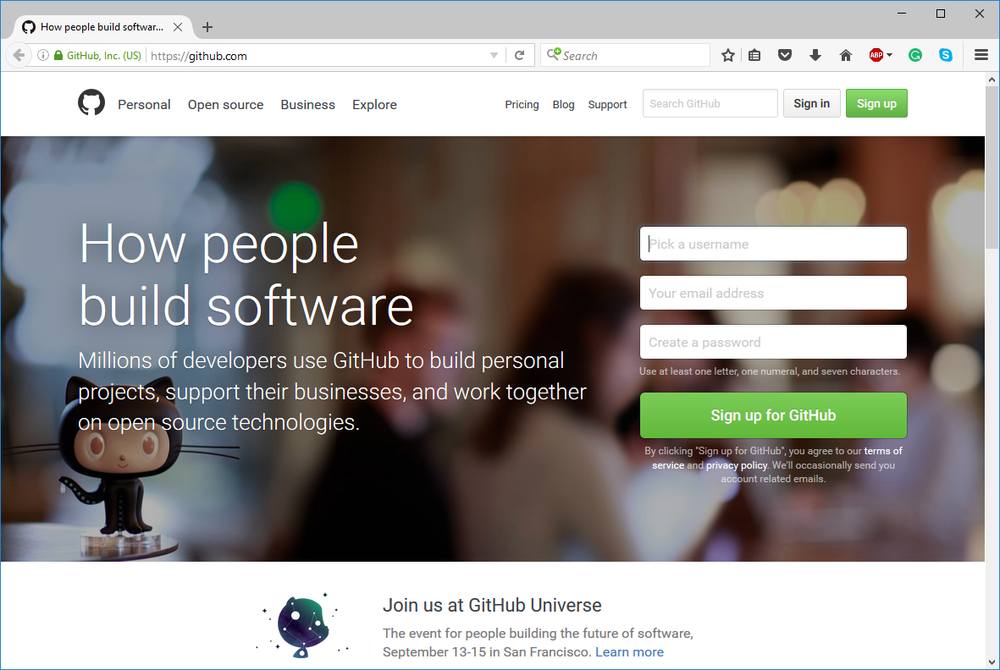 How people build softwar...
GitHub, Inc. (US) https://github.com Search ABP
Personal Open source Business Explore Pricing Blog Support Search GitHub Sign in Sign up
How people
build software
Millions of developers use GitHub to build personal
projects, support their businesses, and work together
on open source technologies.
Pick a username
Your email address
Create a password
Use at least one letter, one numeral, and seven characters.
Sign up for GitHub
By clicking "Sign up for GitHub", you agree to our terms of
service and privacy policy. We'll occasionally send you
account related emails.
Join us at GitHub Universe
The event for people building the future of software,
September 13-15 in San Francisco. Learn more